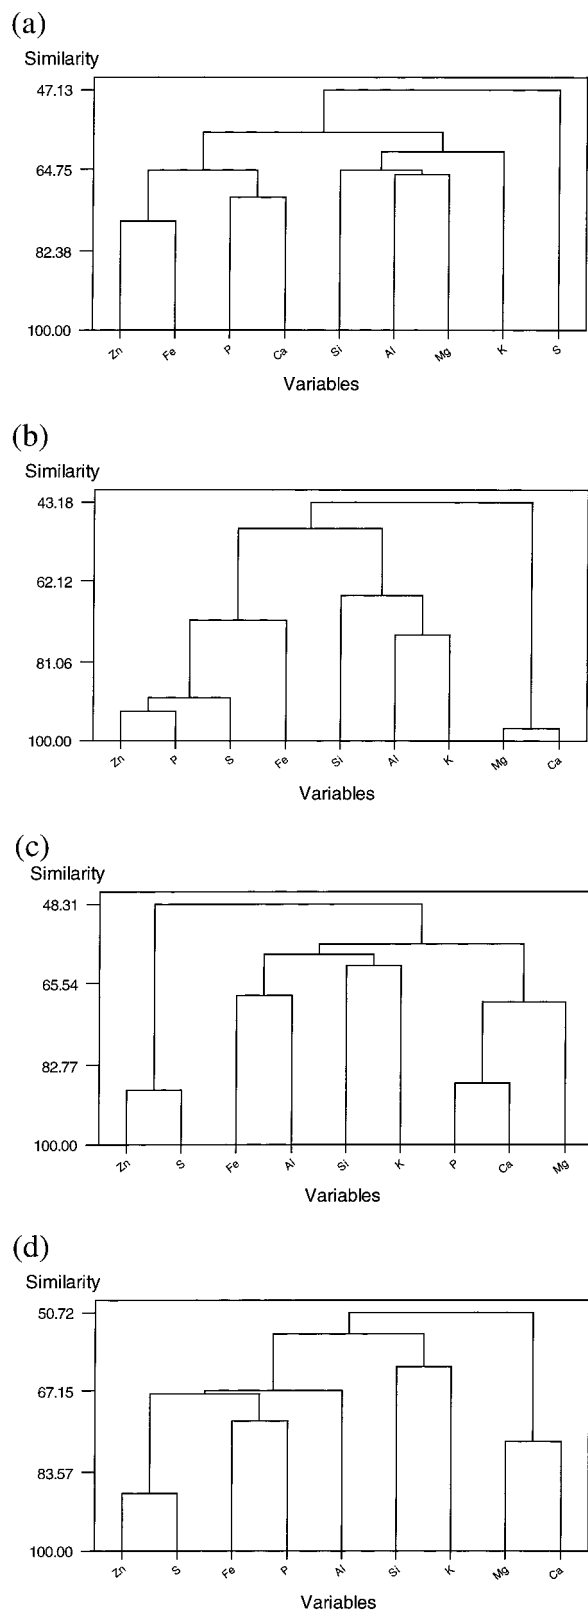 (a)
Similarity
47.13
64.75
82.38
100.00
Zn Fe P Ca Si Al Mg K S
Variables
(b)
Similarity
43.18
62.12
81.06
100.00
Zn P S Fe Si Al K Mg Ca
Variables
(c)
Similarity
48.31
65.54
82.77
100.00
Zn S Fe Al Si K P Ca Mg
Variables
(d)
Similarity
50.72
67.15
83.57
100.00
Zn S Fe P Al Si K Mg Ca
Variables